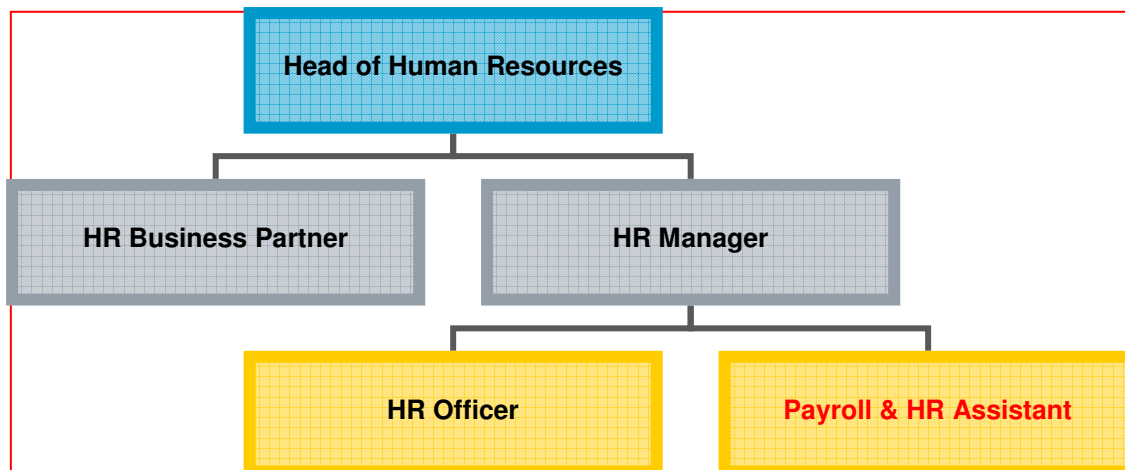 Head of Human Resources
HR Business Partner
HR Manager
HR Officer
Payroll & HR Assistant